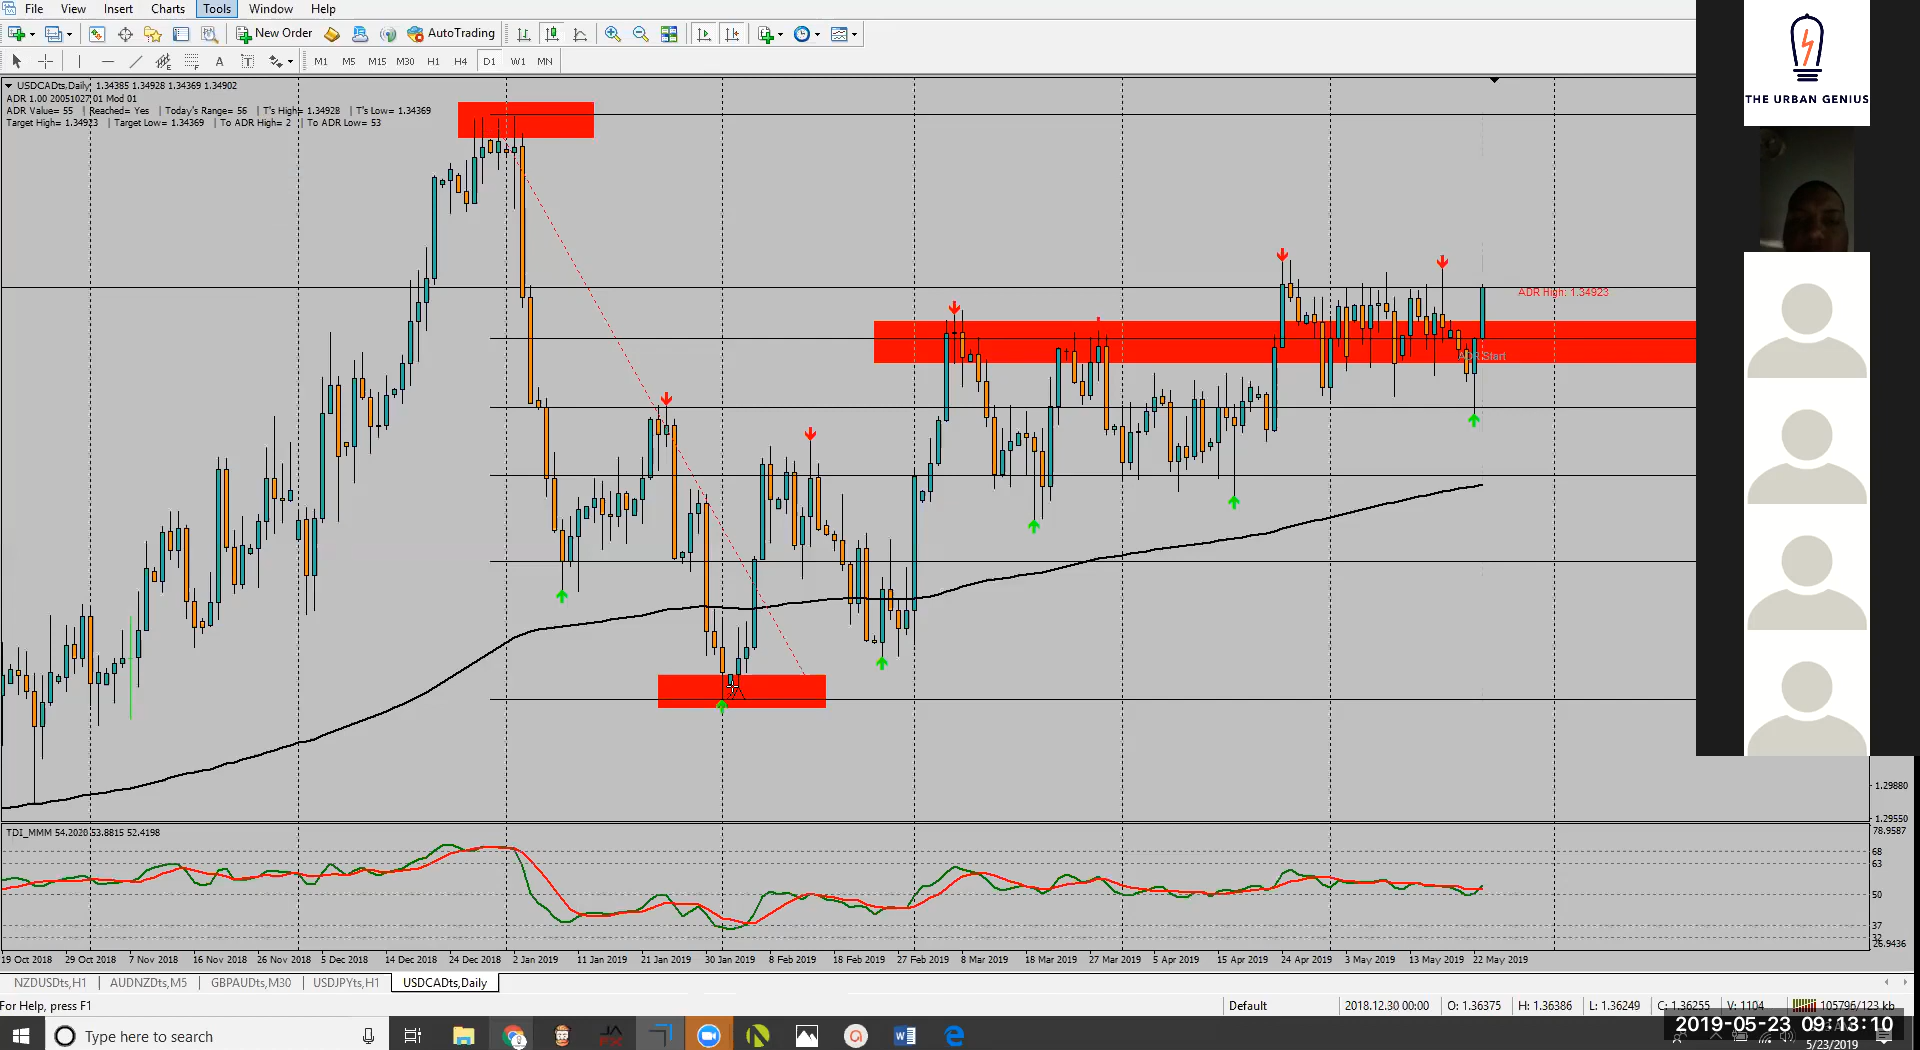 File View Insert Charts Tools Window Help
New Order AutoTrading
A T M1 M5 M15 M30 H1 H4 D1 W1 MN
USDCADts,Daily 1.34385 1.34928 1.34369 1.34902
ADR 1.00 20051027 01 Mod 01
ADR Value= 55 | Reached= Yes | Today's Range= 56 | T's High= 1.34928 | T's Low= 1.34369
Target High= 1.34923 | Target Low= 1.34369 | To ADR High= 2 | To ADR Low= 53
THE URBAN GENIUS
ADR High: 1.34923
ADR Start
1.29880
1.29550
TDI_MMM 54.2020 53.8815 52.4198
78.9587
68
63
50
37
32
19 Oct 2018 29 Oct 2018 7 Nov 2018 16 Nov 2018 26 Nov 2018 5 Dec 2018 14 Dec 2018 24 Dec 2018 2 Jan 2019 11 Jan 2019 21 Jan 2019 30 Jan 2019 8 Feb 2019 18 Feb 2019 27 Feb 2019 8 Mar 2019 18 Mar 2019 27 Mar 2019 5 Apr 2019 15 Apr 2019 24 Apr 2019 3 May 2019 13 May 2019 22 May 2019
NZDUSDts,H1 AUDNZDts,M5 GBPAUDts,M30 USDJPYts,H1 USDCADts,Daily
For Help, press F1 Default 2018.12.30 00:00 O: 1.36375 H: 1.36386 L: 1.36249 C: 1.36255 V: 1104 105796/123 kb
Type here to search
2019-05-23 09:13:10
5/23/2019